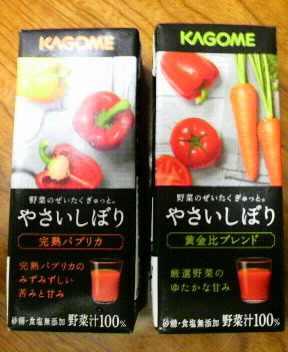 KAGOME
野菜のぜいたくぎゅっと。
やさいしぼり
完熟パプリカ
完熟パプリカの
みずみずしい
苦みと甘み
砂糖・食塩無添加 野菜汁100%
KAGOME
野菜のぜいたくぎゅっと。
やさいしぼり
黄金比ブレンド
厳選野菜の
ゆたかな甘み
砂糖・食塩無添加 野菜汁100%